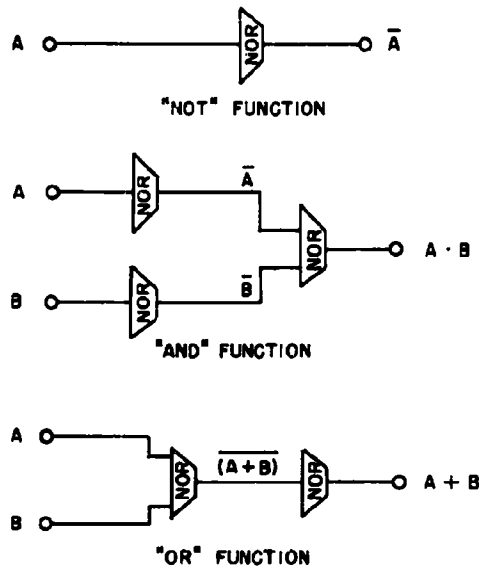 A NOR A̅
"NOT" FUNCTION
A NOR A̅
NOR A · B
B NOR B̅
"AND" FUNCTION
A
NOR (A+B)̅ NOR A + B
B
"OR" FUNCTION